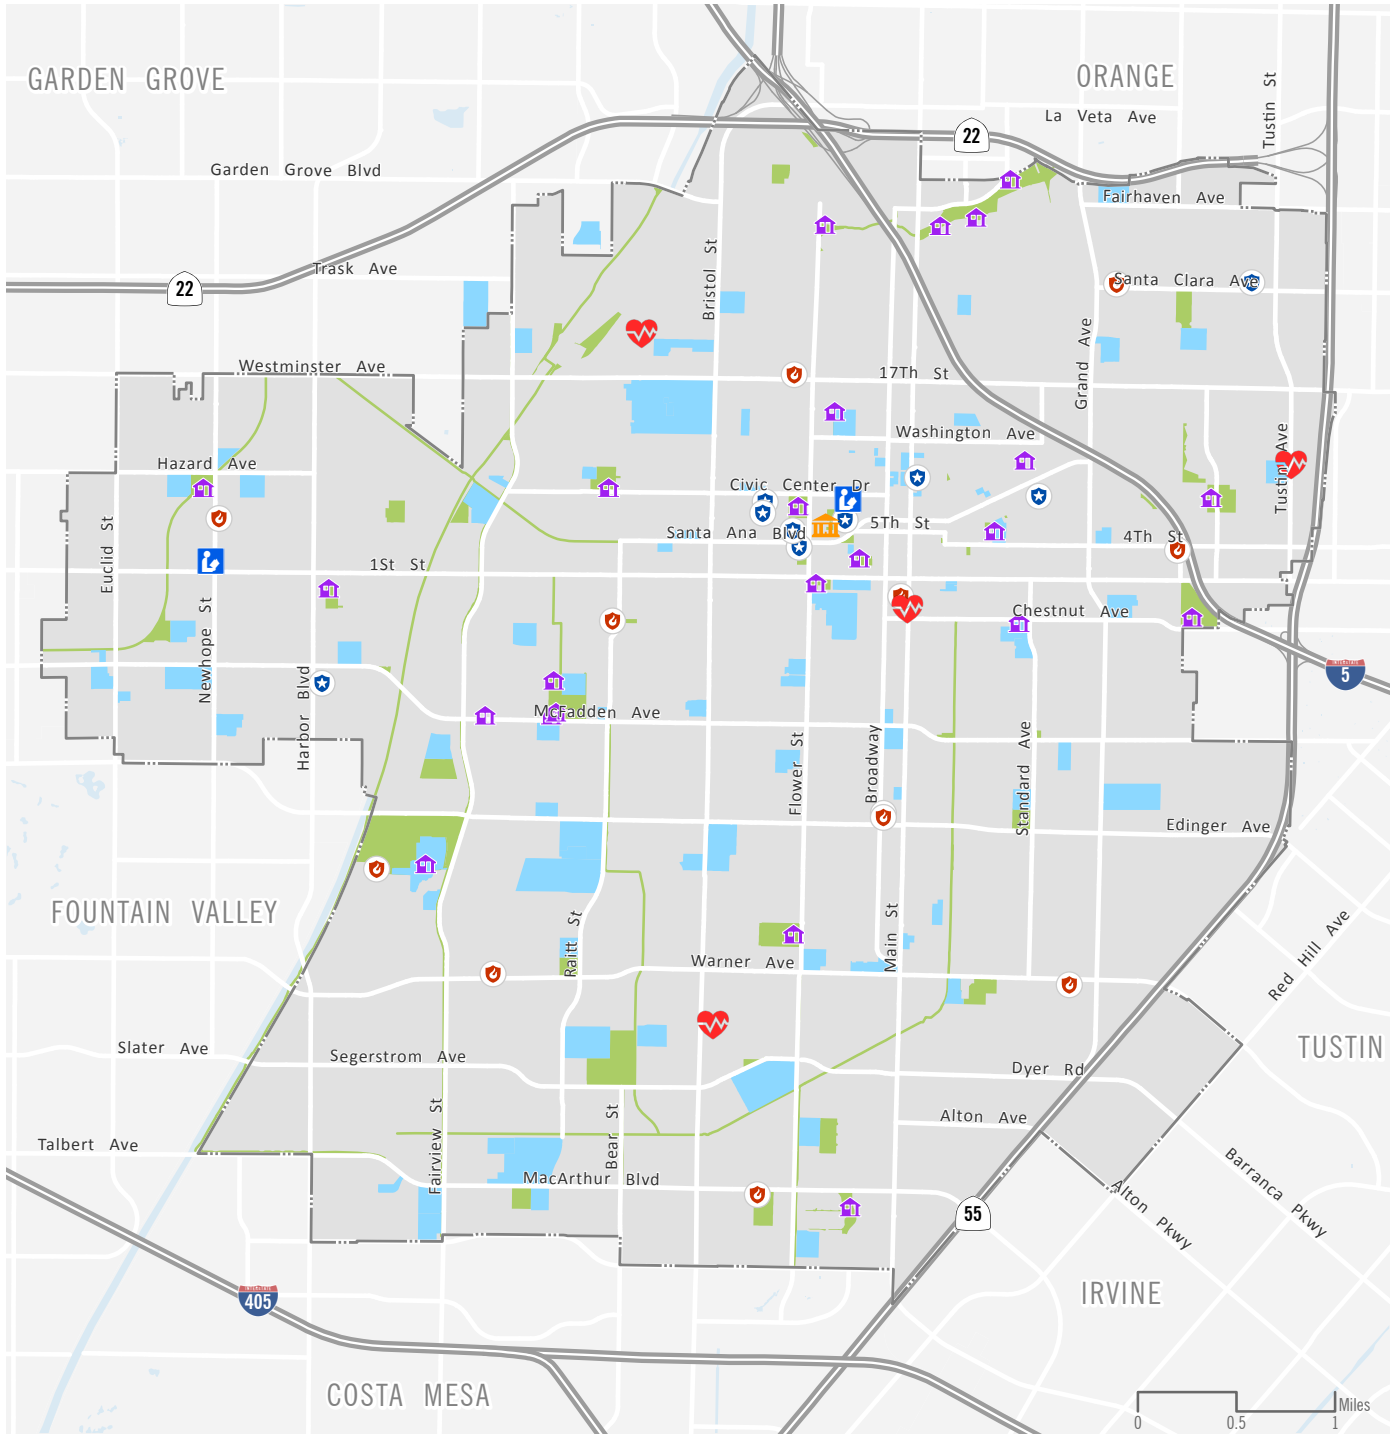 GARDEN GROVE
ORANGE
Tustin St
La Veta Ave
22
Garden Grove Blvd
Fairhaven Ave
Trask Ave
Bristol St
Santa Clara Ave
22
Westminster Ave
17Th St
Grand Ave
Washington Ave
Tustin Ave
Hazard Ave
Civic Center Dr
5Th St
Santa Ana Blvd
4Th St
Euclid St
1St St
Chestnut Ave
Newhope St
Harbor Blvd
INTERSTATE
5
McFadden Ave
Flower St
Broadway
Standard Ave
Edinger Ave
FOUNTAIN VALLEY
Raitt St
Main St
Warner Ave
Red Hill Ave
Slater Ave
Segerstrom Ave
TUSTIN
Dyer Rd
Fairview St
Bear St
Alton Ave
Talbert Ave
MacArthur Blvd
Barranca Pkwy
Alton Pkwy
55
INTERSTATE
405
IRVINE
COSTA MESA
Miles
0 0.5 1